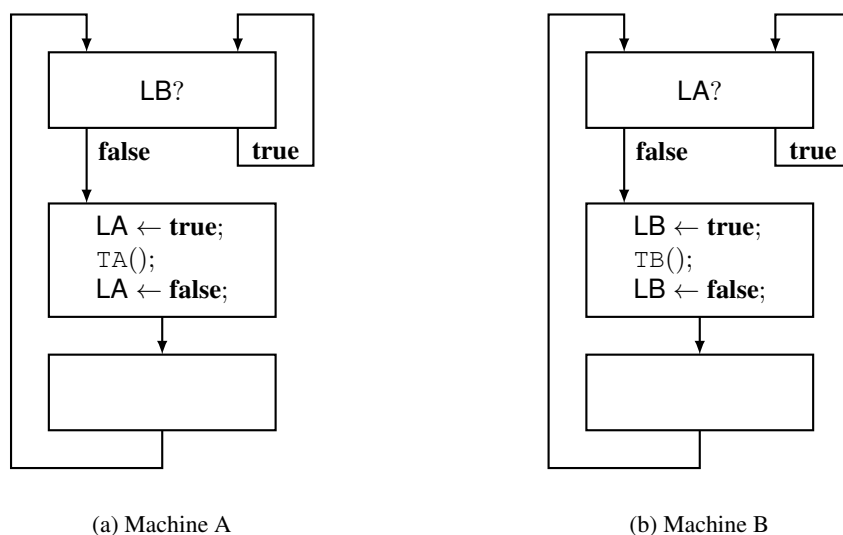 LB?
false
true
LA ← true;
TA();
LA ← false;
(a) Machine A
LA?
false
true
LB ← true;
TB();
LB ← false;
(b) Machine B